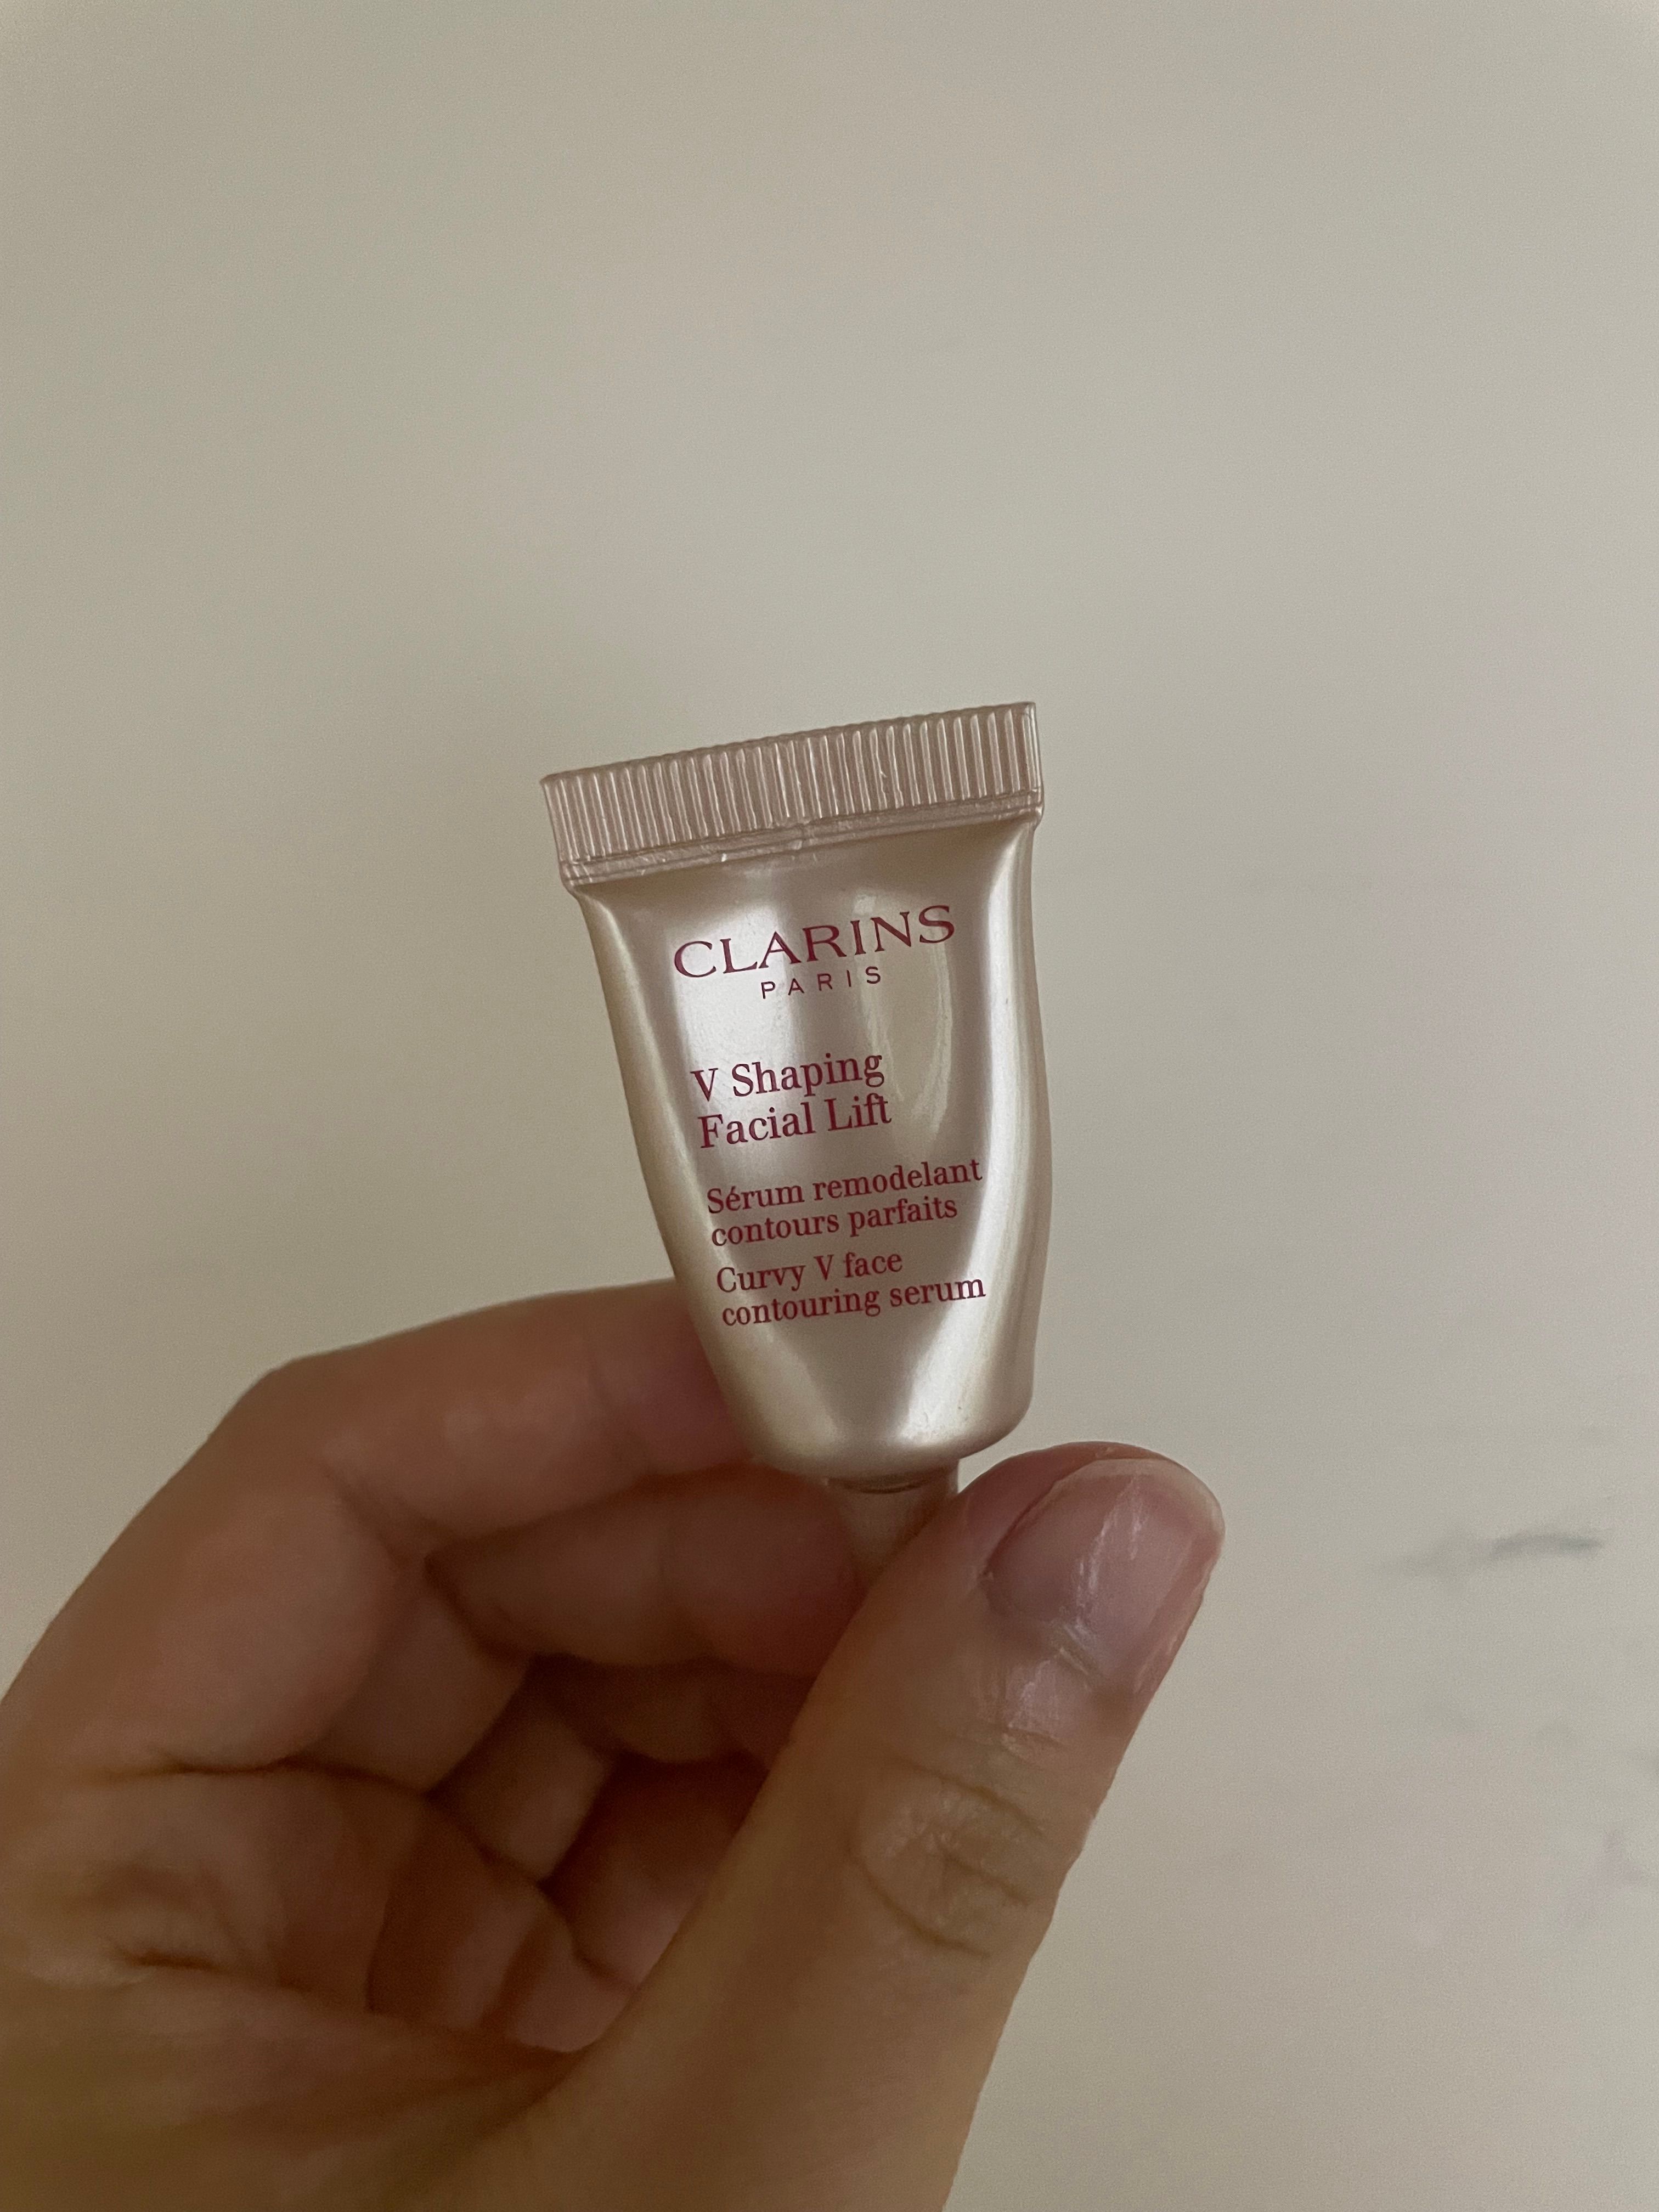 CLARINS
PARIS
V Shaping
Facial Lift
Sérum remodelant
contours parfaits
Curvy V face
contouring serum